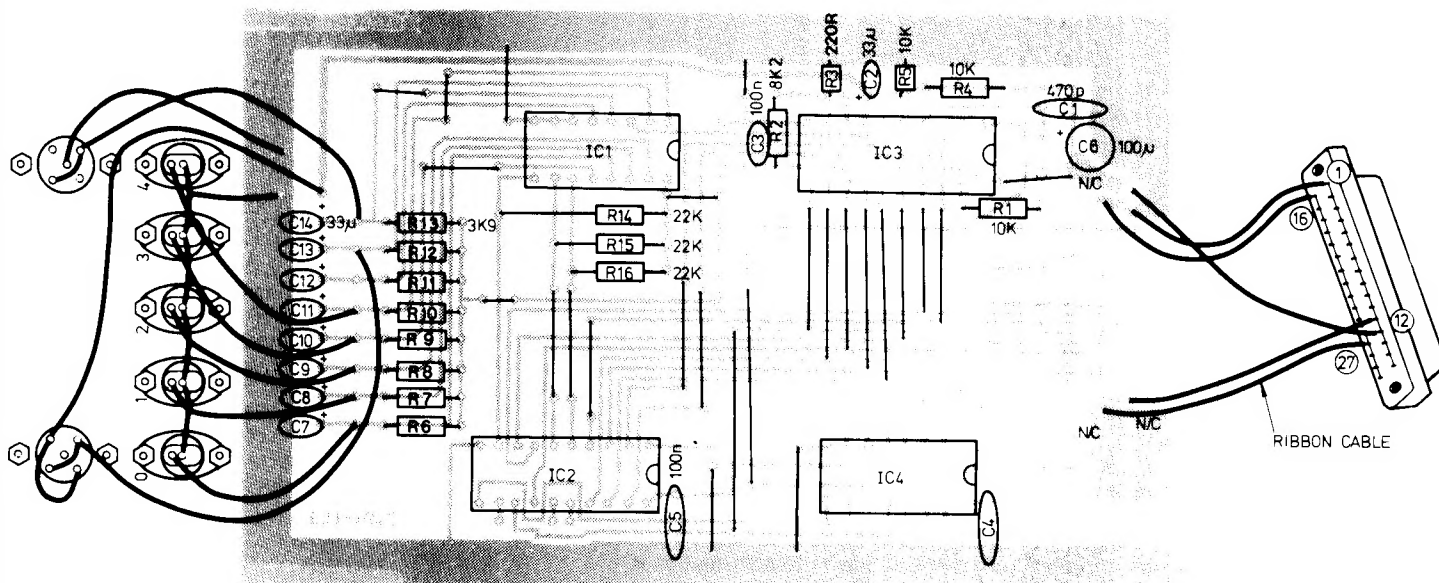 220R
33µ
10K
R3
C2
R5
10K
R4
470p
C1
100n
8K2
C3
R2
IC1
IC3
C6
100µ
N/C
1
16
4
3
2
1
0
C14
33µ
R13
3K9
R14
22K
R1
10K
C13
R12
R15
22K
C12
R11
R16
22K
C11
R10
C10
R9
C9
R8
C8
R7
C7
R6
12
27
N/C
N/C
RIBBON CABLE
IC2
100n
C5
IC4
C4